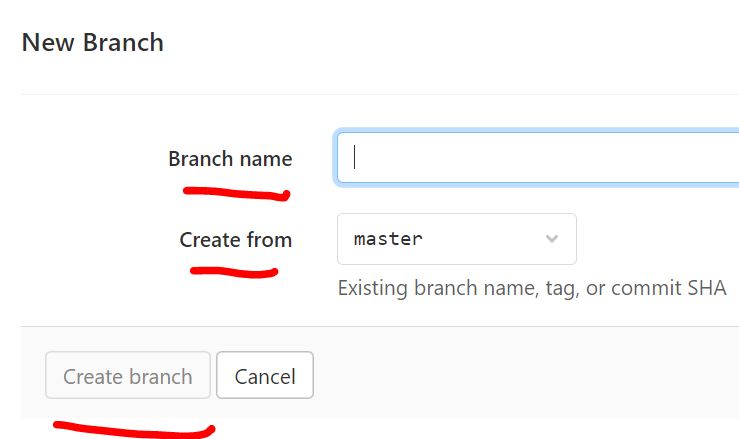 New Branch
Branch name
Create from
master
Existing branch name, tag, or commit SHA
Create branch
Cancel